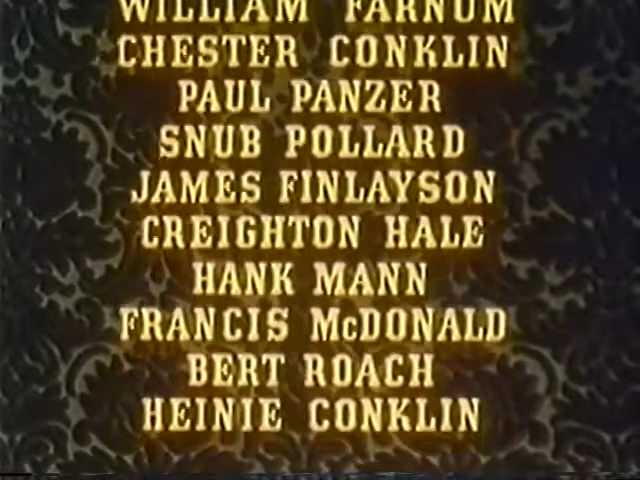 WILLIAM FARNUM
CHESTER CONKLIN
PAUL PANZER
SNUB POLLARD
JAMES FINLAYSON
CREIGHTON HALE
HANK MANN
FRANCIS McDONALD
BERT ROACH
HEINIE CONKLIN